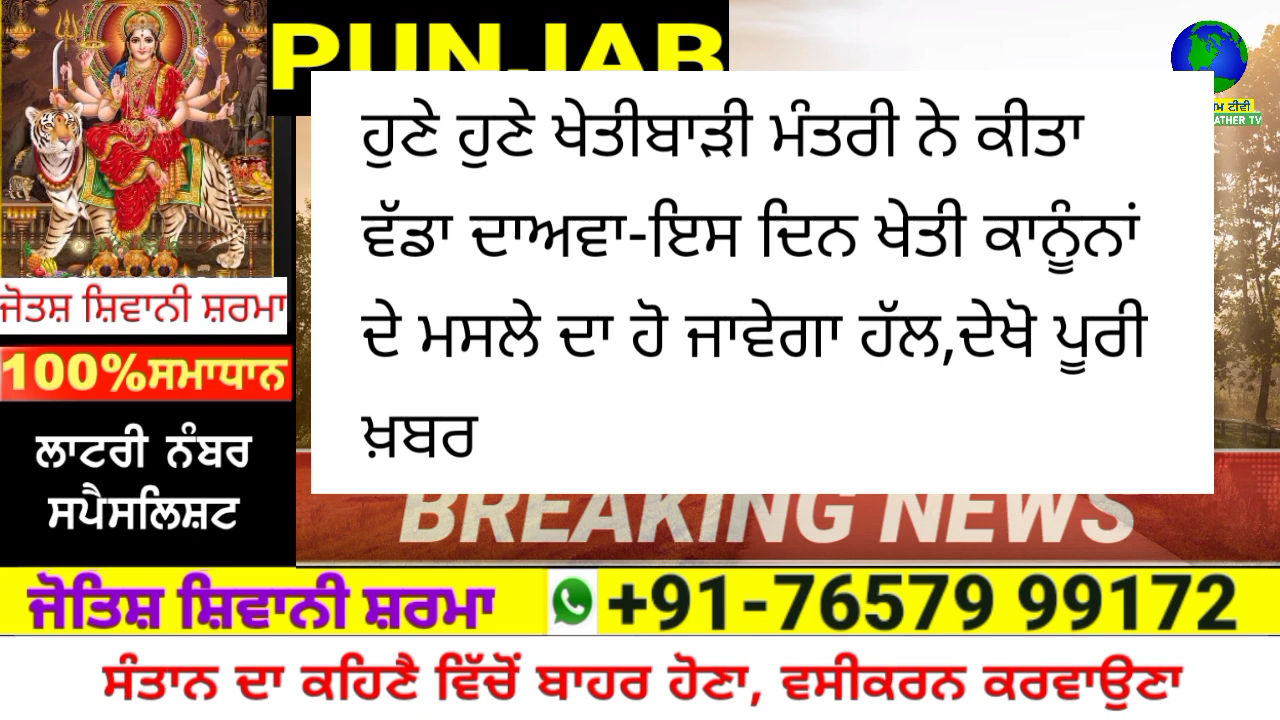 PUNJAB
ਹੁਣੇ ਹੁਣੇ ਖੇਤੀਬਾੜੀ ਮੰਤਰੀ ਨੇ ਕੀਤਾ
ਵੱਡਾ ਦਾਅਵਾ-ਇਸ ਦਿਨ ਖੇਤੀ ਕਾਨੂੰਨਾਂ
ਦੇ ਮਸਲੇ ਦਾ ਹੋ ਜਾਵੇਗਾ ਹੱਲ,ਦੇਖੋ ਪੂਰੀ
ਖ਼ਬਰ
BREAKING NEWS
ਟੀਵੀ
TV
ਜੋਤਸ਼ ਸ਼ਿਵਾਨੀ ਸ਼ਰਮਾ
100%ਸਮਾਧਾਨ
ਲਾਟਰੀ ਨੰਬਰ
ਸਪੈਸਲਿਸ਼ਟ
ਜੋਤਿਸ਼ ਸ਼ਿਵਾਨੀ ਸ਼ਰਮਾ +91-76579 99172
ਸੰਤਾਨ ਦਾ ਕਹਿਣੈ ਵਿੱਚੋਂ ਬਾਹਰ ਹੋਣਾ, ਵਸੀਕਰਨ ਕਰਵਾਉਣਾ